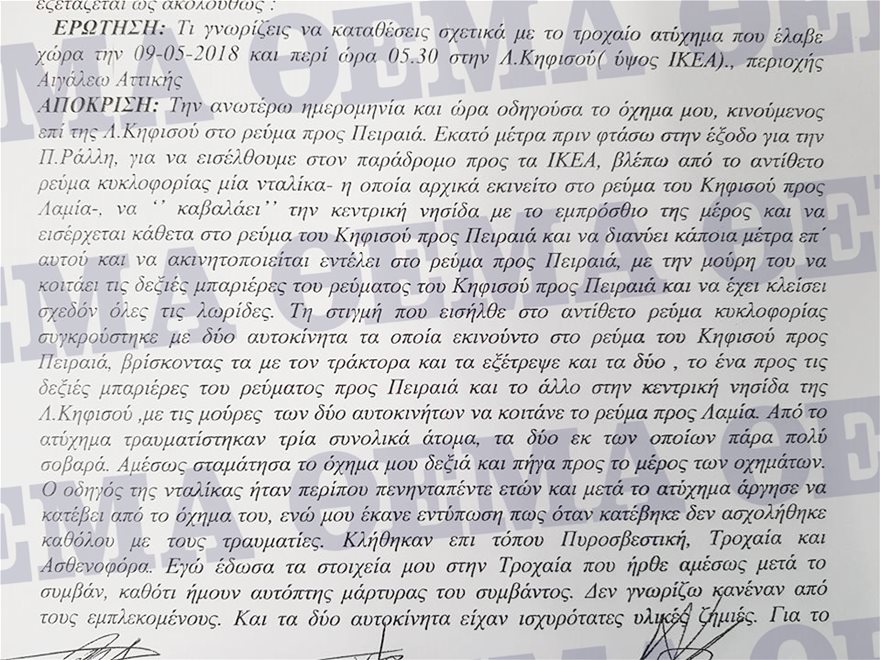 εξετάζεται ως ακολούθως :
ΕΡΩΤΗΣΗ: Τι γνωρίζεις να καταθέσεις σχετικά με το τροχαίο ατύχημα που έλαβε
χώρα την 09-05-2018 και περί ώρα 05.30 στην Λ.Κηφισού( ύψος ΙΚΕΑ)., περιοχής
Αιγάλεω Αττικής
ΑΠΟΚΡΙΣΗ: Την ανωτέρω ημερομηνία και ώρα οδηγούσα το όχημα μου, κινούμενος
επί της Λ.Κηφισού στο ρεύμα προς Πειραιά. Εκατό μέτρα πριν φτάσω στην έξοδο για την
Π.Ράλλη, για να εισέλθουμε στον παράδρομο προς τα ΙΚΕΑ, βλέπω από το αντίθετο
ρεύμα κυκλοφορίας μία νταλίκα- η οποία αρχικά εκινείτο στο ρεύμα του Κηφισού προς
Λαμία-, να ‘’ καβαλάει’’ την κεντρική νησίδα με το εμπρόσθιο της μέρος και να
εισέρχεται κάθετα στο ρεύμα του Κηφισού προς Πειραιά και να διανύει κάποια μέτρα επ΄
αυτού και να ακινητοποιείται εντέλει στο ρεύμα προς Πειραιά, με την μούρη του να
κοιτάει τις δεξιές μπαριέρες του ρεύματος του Κηφισού προς Πειραιά και να έχει κλείσει
σχεδόν όλες τις λωρίδες. Τη στιγμή που εισήλθε στο αντίθετο ρεύμα κυκλοφορίας
συγκρούστηκε με δύο αυτοκίνητα τα οποία εκινούντο στο ρεύμα του Κηφισού προς
Πειραιά, βρίσκοντας τα με τον τράκτορα και τα εξέτρεψε και τα δύο , το ένα προς τις
δεξιές μπαριέρες του ρεύματος προς Πειραιά και το άλλο στην κεντρική νησίδα της
Λ.Κηφισού ,με τις μούρες των δύο αυτοκινήτων να κοιτάνε το ρεύμα προς Λαμία. Από το
ατύχημα τραυματίστηκαν τρία συνολικά άτομα, τα δύο εκ των οποίων πάρα πολύ
σοβαρά. Αμέσως σταμάτησα το όχημα μου δεξιά και πήγα προς το μέρος των οχημάτων.
Ο οδηγός της νταλίκας ήταν περίπου πενηνταπέντε ετών και μετά το ατύχημα άργησε να
κατέβει από το όχημα του, ενώ μου έκανε εντύπωση πως όταν κατέβηκε δεν ασχολήθηκε
καθόλου με τους τραυματίες. Κλήθηκαν επι τόπου Πυροσβεστική, Τροχαία και
Ασθενοφόρα. Εγώ έδωσα τα στοιχεία μου στην Τροχαία που ήρθε αμέσως μετά το
συμβάν, καθότι ήμουν αυτόπτης μάρτυρας του συμβάντος. Δεν γνωρίζω κανέναν από
τους εμπλεκομένους. Και τα δύο αυτοκίνητα είχαν ισχυρότατες υλικές ζημιές. Για το